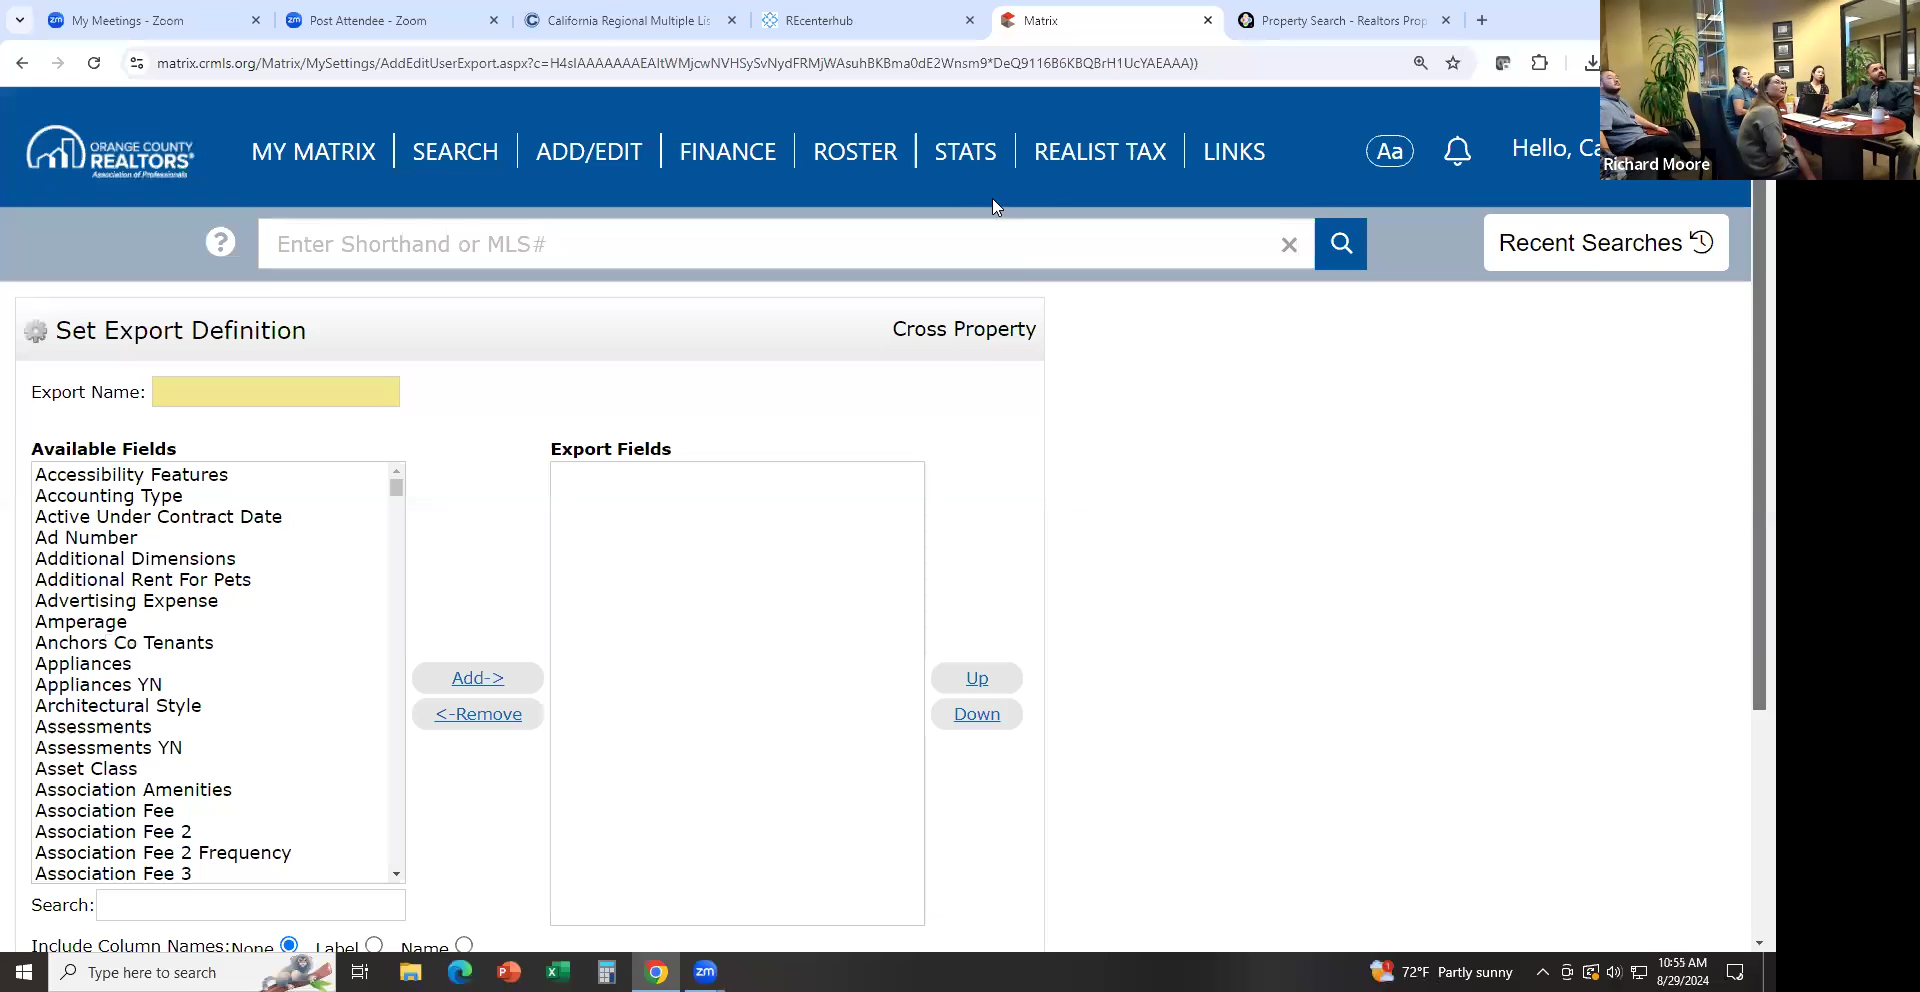 My Meetings - Zoom
Post Attendee - Zoom
California Regional Multiple Lis
REcenterhub
Matrix
Property Search - Realtors Prop
matrix.crmls.org/Matrix/MySettings/AddEditUserExport.aspx?c=H4sIAAAAAAAEAItWMjcwNVHSySvNydFRMjWAsuhBKBma0dE2Wnsm9*DeQ9116B6KBQBrH1UcYAEAAA))
ORANGE COUNTY
REALTORS®
Association of Professionals
MY MATRIX
SEARCH
ADD/EDIT
FINANCE
ROSTER
STATS
REALIST TAX
LINKS
Aa
Hello, Ca
Richard Moore
?
Enter Shorthand or MLS#
Recent Searches
Set Export Definition
Cross Property
Export Name:
Available Fields
Export Fields
Accessibility Features
Accounting Type
Active Under Contract Date
Ad Number
Additional Dimensions
Additional Rent For Pets
Advertising Expense
Amperage
Anchors Co Tenants
Appliances
Appliances YN
Architectural Style
Assessments
Assessments YN
Asset Class
Association Amenities
Association Fee
Association Fee 2
Association Fee 2 Frequency
Association Fee 3
Add->
<-Remove
Up
Down
Search:
Include Column Names: None Label Name
Type here to search
zm
72°F Partly sunny
10:55 AM
8/29/2024